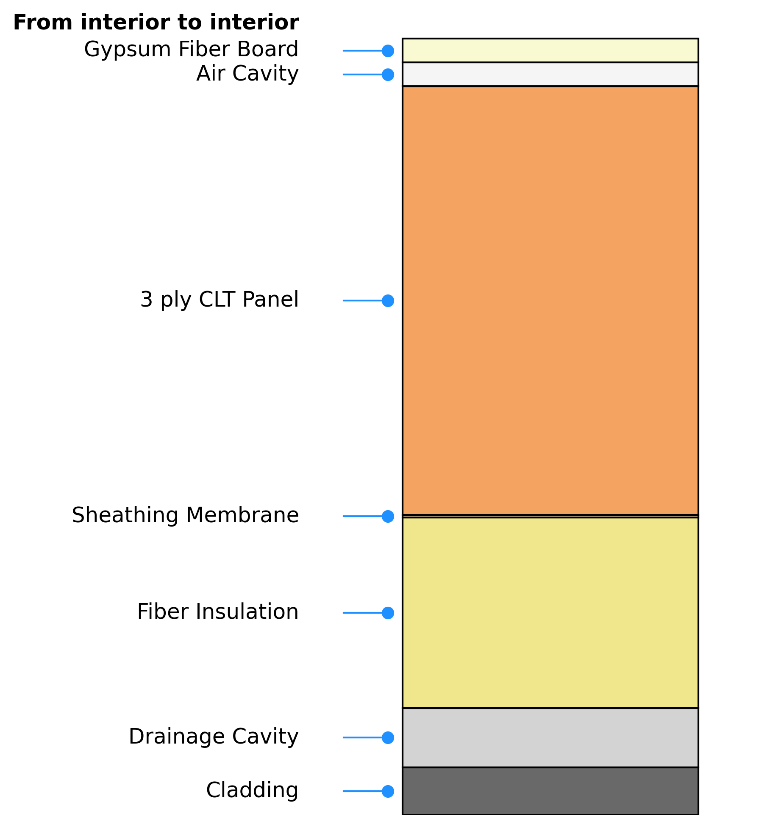 From interior to interior
Gypsum Fiber Board
Air Cavity
3 ply CLT Panel
Sheathing Membrane
Fiber Insulation
Drainage Cavity
Cladding